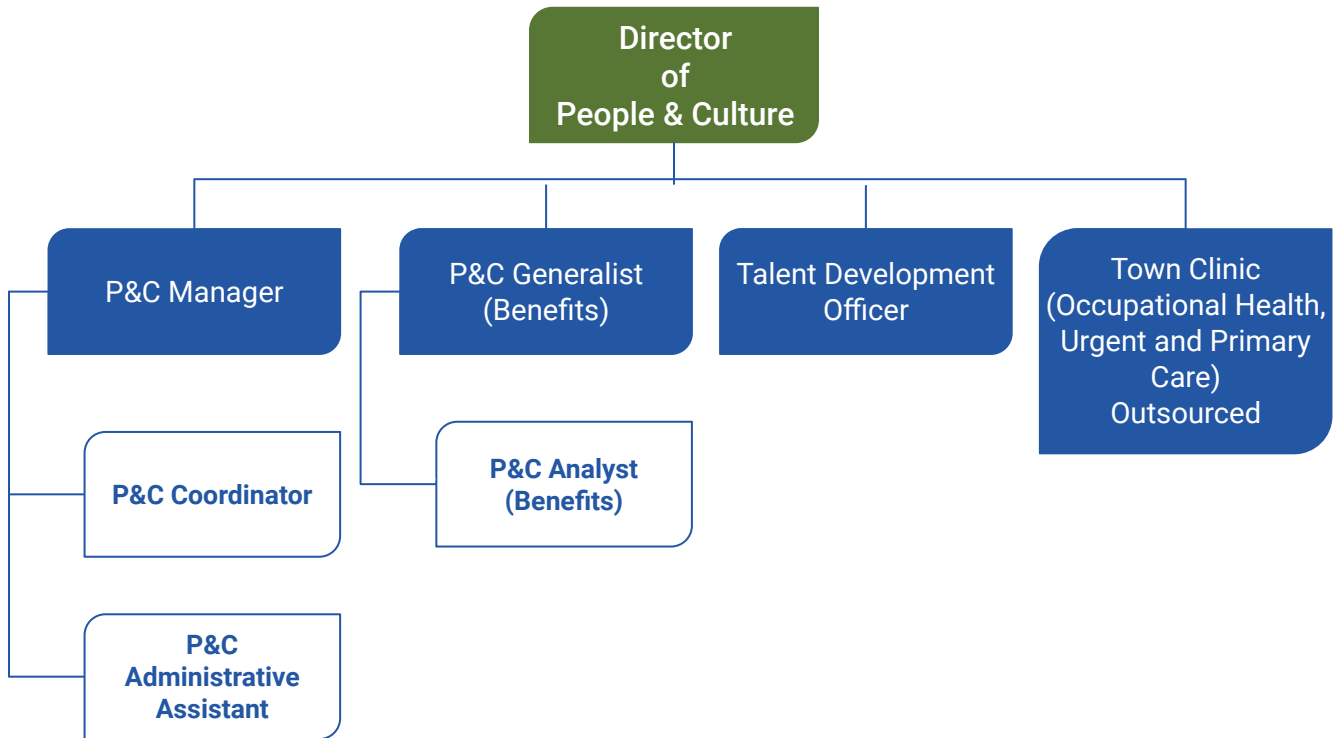 Director
of
People & Culture
P&C Manager
P&C Generalist
(Benefits)
Talent Development
Officer
Town Clinic
(Occupational Health,
Urgent and Primary
Care)
Outsourced
P&C Coordinator
P&C Analyst
(Benefits)
P&C
Administrative
Assistant